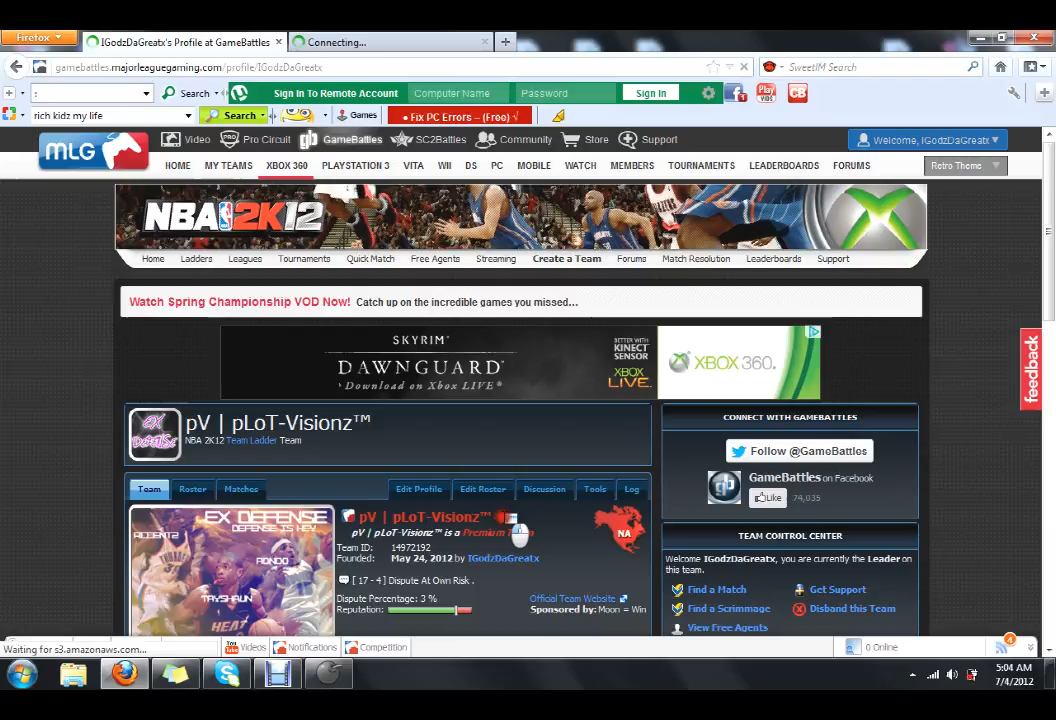 Firefox
IGodzDaGreatx's Profile at GameBattles
Connecting...
gamebattles.majorleaguegaming.com/profile/IGodzDaGreatx
SweetIM Search
:
Search
Sign In To Remote Account
Computer Name
Password
Sign In
rich kidz my life
Search
Games
Fix PC Errors – (Free) √
MLG
Video
Pro Circuit
GameBattles
SC2Battles
Community
Store
Support
Welcome, IGodzDaGreatx
HOME MY TEAMS XBOX 360 PLAYSTATION 3 VITA WII DS PC MOBILE WATCH MEMBERS TOURNAMENTS LEADERBOARDS FORUMS
Retro Theme
NBA 2K12
Home Ladders Leagues Tournaments Quick Match Free Agents Streaming Create a Team Forums Match Resolution Leaderboards Support
Watch Spring Championship VOD Now! Catch up on the incredible games you missed...
SKYRIM
DAWNGUARD
Download on Xbox LIVE
BETTER WITH
KINECT
SENSOR
XBOX
LIVE
XBOX 360.
feedback
EX
DEFENSE
pV | pLoT-Visionz™
NBA 2K12 Team Ladder Team
CONNECT WITH GAMEBATTLES
Follow @GameBattles
GameBattles on Facebook
Like 74,035
Team Roster Matches Edit Profile Edit Roster Discussion Tools Log
EX DEFENSE
DEFENSE IS KEY
RONDO
TAYSHAUN
HEAT
pV | pLoT-Visionz™
pV | pLoT-Visionz™ is a Premium
Team ID: 14972192
Founded: May 24, 2012 by IGodzDaGreatx
[ 17 - 4 ] Dispute At Own Risk .
Dispute Percentage: 3 %
Reputation:
Official Team Website
Sponsored by: Moon = Win
NA
TEAM CONTROL CENTER
Welcome IGodzDaGreatx, you are currently the Leader on
this team.
Find a Match
Get Support
Find a Scrimmage
Disband this Team
View Free Agents
Waiting for s3.amazonaws.com...
Videos
Notifications
Competition
0 Online
4
5:04 AM
7/4/2012